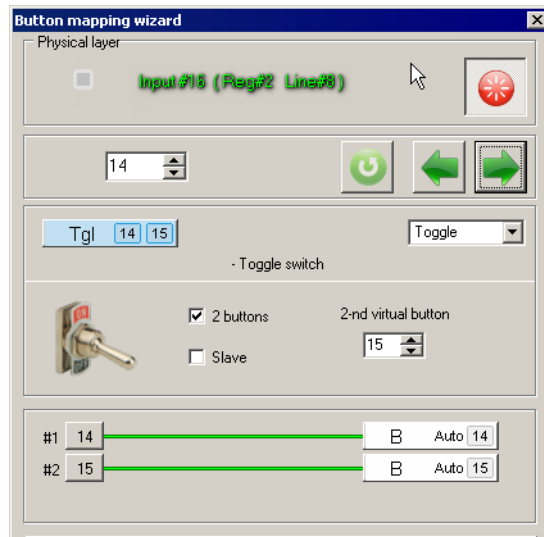 Button mapping wizard
Physical layer
Input #16 (Reg#2 Line#8)
14
Tgl 14 15
Toggle
- Toggle switch
2 buttons
2-nd virtual button
Slave
15
#1 14 B Auto 14
#2 15 B Auto 15